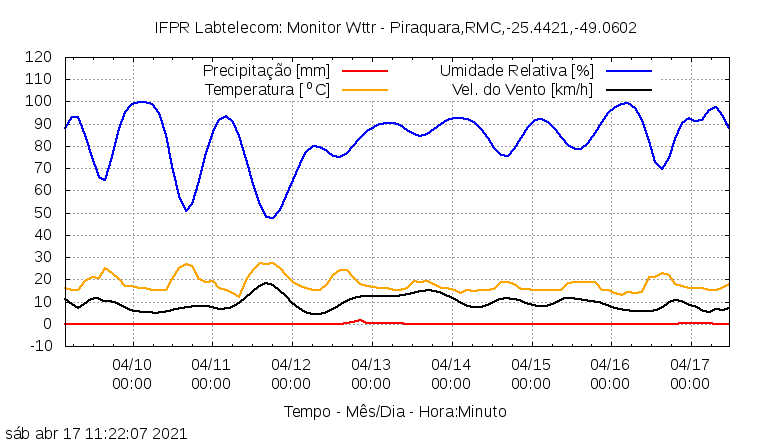 IFPR Labtelecom: Monitor Wttr - Piraquara,RMC,-25.4421,-49.0602
Precipitação [mm] Umidade Relativa [%]
Temperatura [⁰C] Vel. do Vento [km/h]
120
110
100
90
80
70
60
50
40
30
20
10
0
-10
04/10 04/11 04/12 04/13 04/14 04/15 04/16 04/17
00:00 00:00 00:00 00:00 00:00 00:00 00:00 00:00
Tempo - Mês/Dia - Hora:Minuto
sáb abr 17 11:22:07 2021